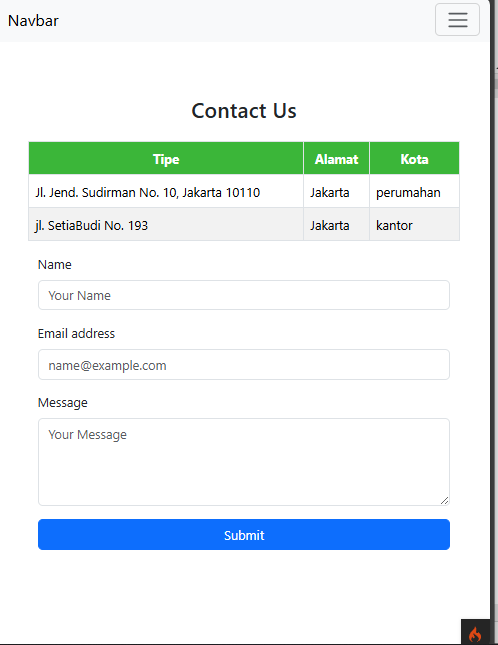 Navbar
Contact Us
Tipe Alamat Kota
Jl. Jend. Sudirman No. 10, Jakarta 10110 Jakarta perumahan
jl. SetiaBudi No. 193 Jakarta kantor
Name
Your Name
Email address
name@example.com
Message
Your Message
Submit